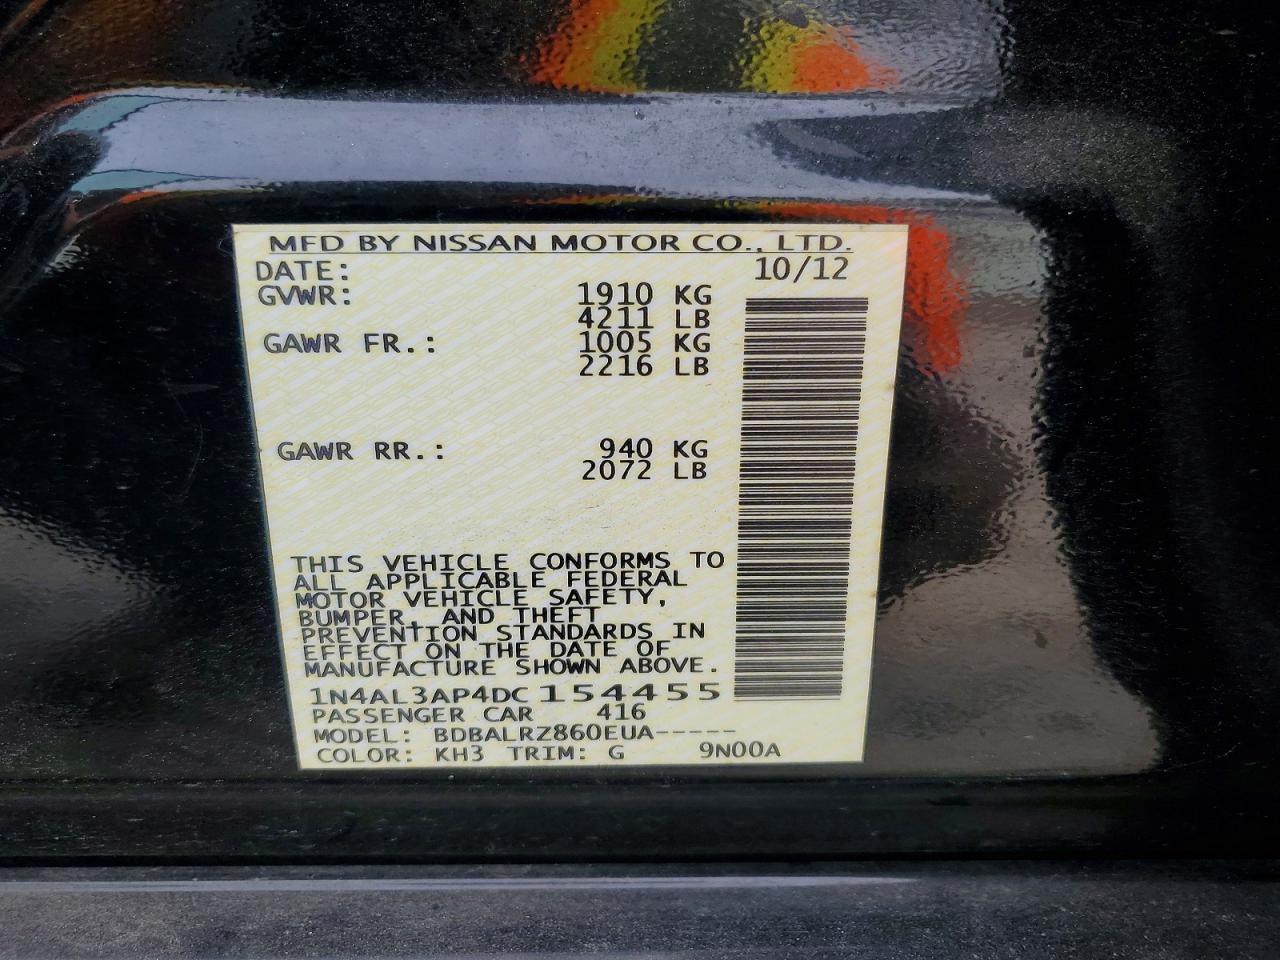 MFD BY NISSAN MOTOR CO., LTD.
DATE: 10/12
GVWR: 1910 KG
4211 LB
GAWR FR.: 1005 KG
2216 LB
GAWR RR.: 940 KG
2072 LB
THIS VEHICLE CONFORMS TO
ALL APPLICABLE FEDERAL
MOTOR VEHICLE SAFETY,
BUMPER, AND THEFT
PREVENTION STANDARDS IN
EFFECT ON THE DATE OF
MANUFACTURE SHOWN ABOVE.
1N4AL3AP4DC154455
PASSENGER CAR 416
MODEL: BDBALRZ860EUA-----
COLOR: KH3 TRIM: G 9N00A